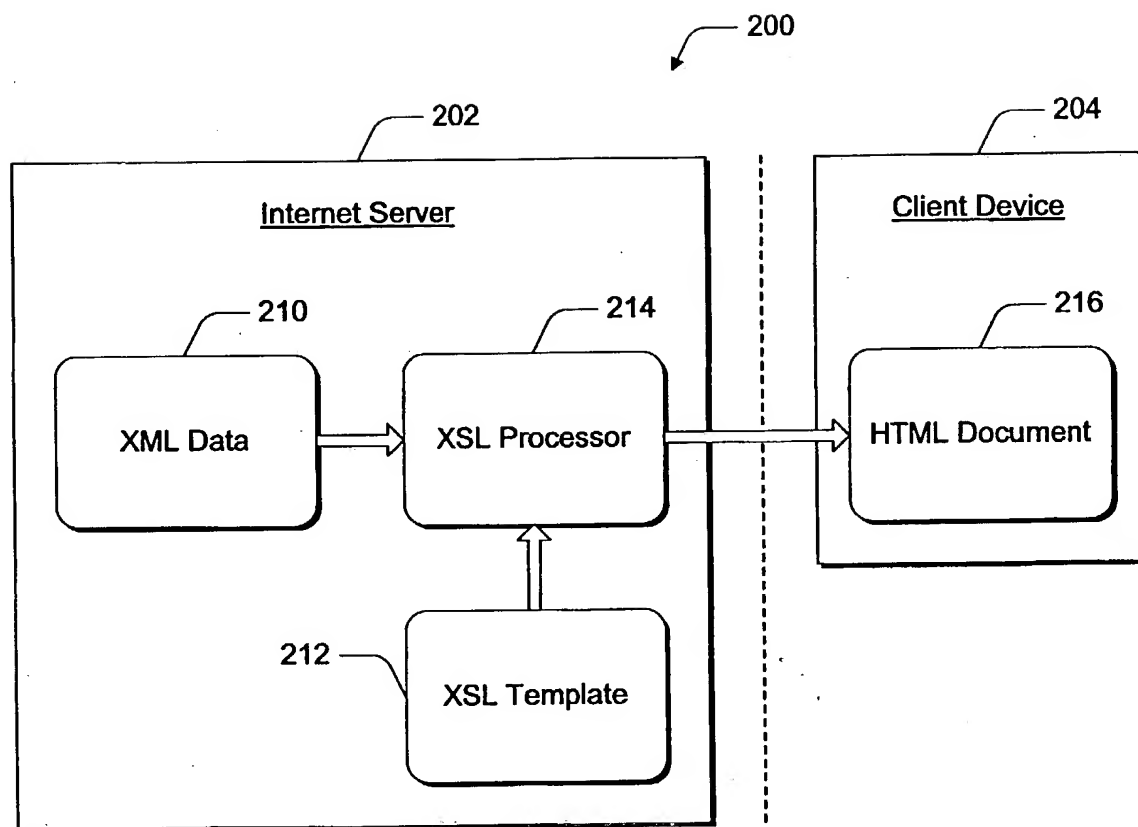 200
202
204
Internet Server
Client Device
210
214
216
XML Data
XSL Processor
HTML Document
212
XSL Template